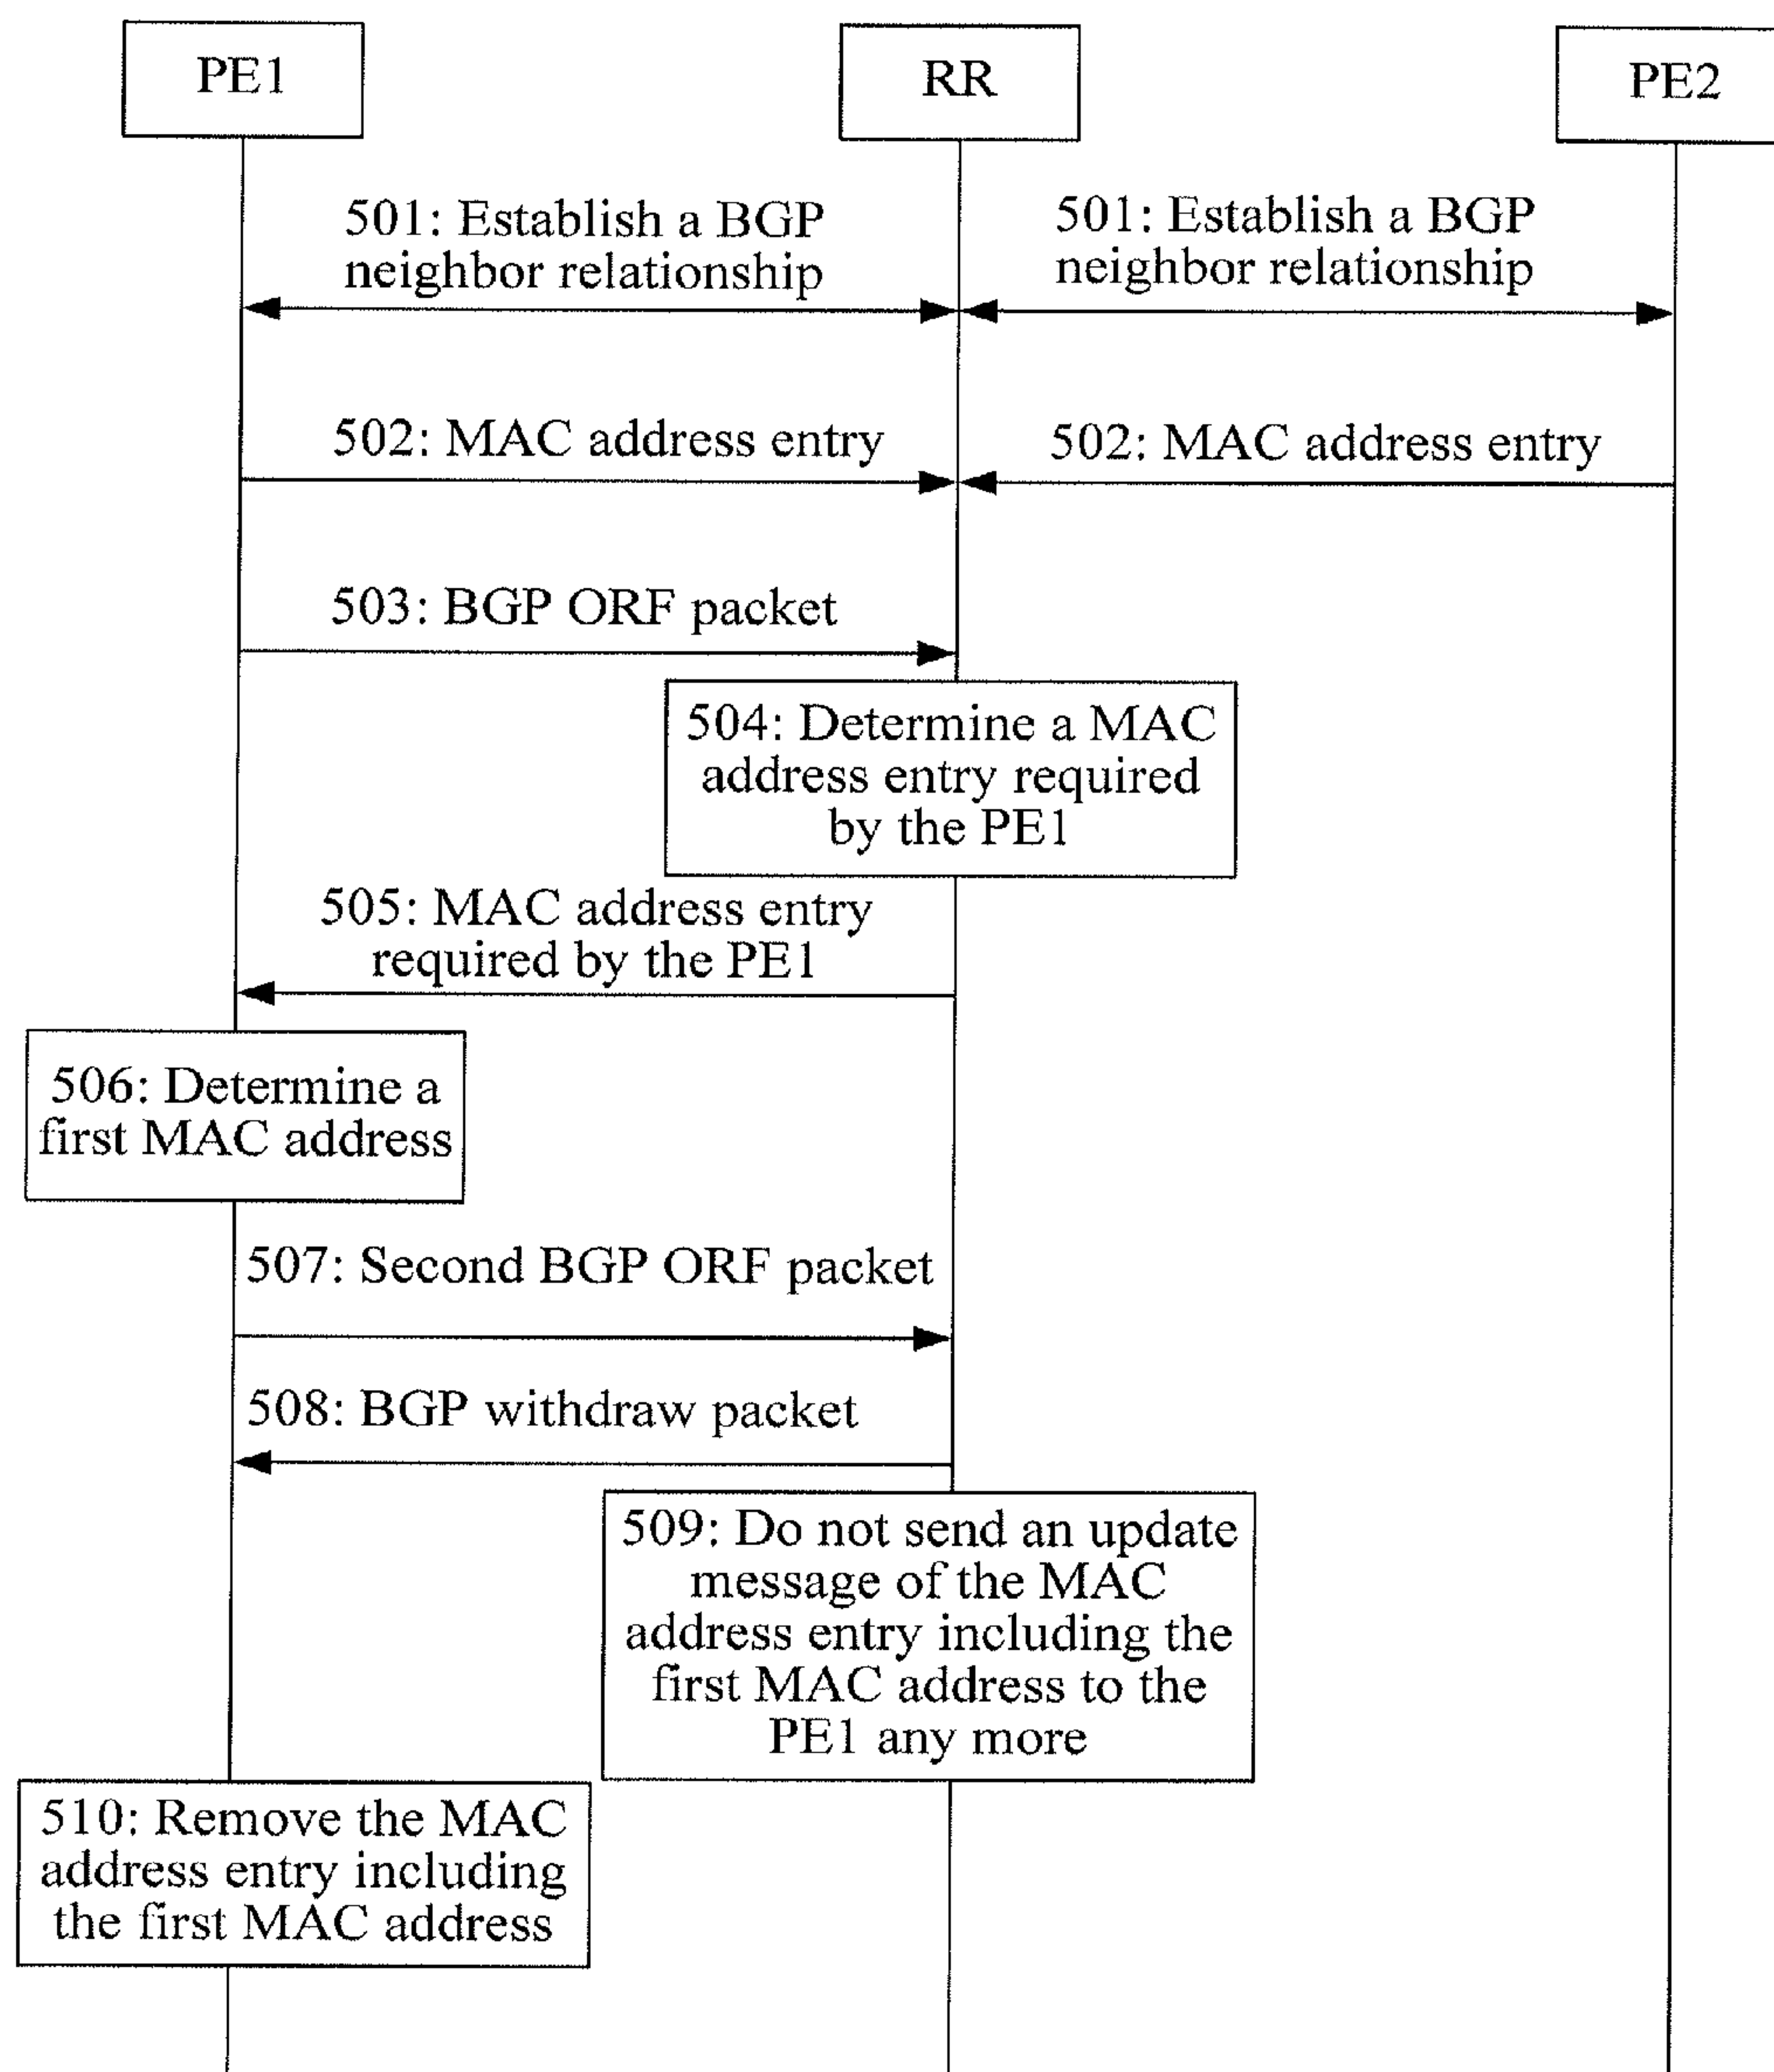 PE1
RR
PE2
501: Establish a BGP
neighbor relationship
501: Establish a BGP
neighbor relationship
502: MAC address entry
502: MAC address entry
503: BGP ORF packet
504: Determine a MAC
address entry required
by the PE1
505: MAC address entry
required by the PE1
506: Determine a
first MAC address
507: Second BGP ORF packet
508: BGP withdraw packet
509: Do not send an update
message of the MAC
address entry including the
first MAC address to the
PE1 any more
510: Remove the MAC
address entry including
the first MAC address